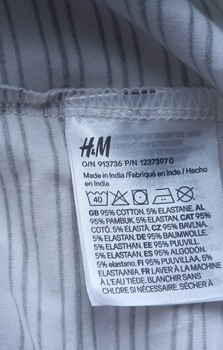 H&M
O/N 913736 P/N 1237397 0
Made in India / Fabriqué en Inde / Hecho
en India
40
GB 95% COTTON, 5% ELASTANE. AL 95%
PAMBUK, 5% ELASTAN. CAT 95%
COTÓ, 5% ELASTÀ. CZ 95% BAVLNA,
5% ELASTAN. DE 95% BAUMWOLLE,
5% ELASTHAN. EE 95% PUUVILL,
5% ELASTAAN. ES 95% ALGODÓN,
5% elastano. FI 95% PUUVILLAA, 5%
ELASTAANIA. FR LAVER À LA MACHINE
À L'EAU TIÈDE, BLANCHIR SANS
CHLORE SI NÉCESSAIRE, SÉCHER À